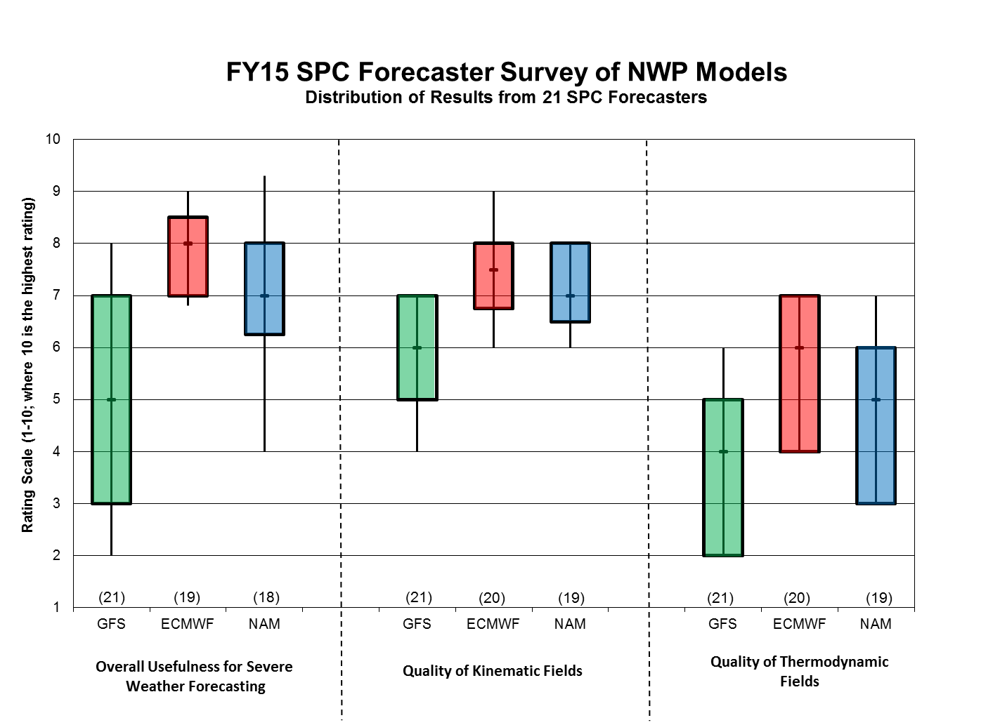 FY15 SPC Forecaster Survey of NWP Models
Distribution of Results from 21 SPC Forecasters
Rating Scale (1-10; where 10 is the highest rating)
10
9
8
7
6
5
4
3
2
1
(21) (19) (18) (21) (20) (19) (21) (20) (19)
GFS ECMWF NAM GFS ECMWF NAM GFS ECMWF NAM
Overall Usefulness for Severe
Weather Forecasting
Quality of Kinematic Fields
Quality of Thermodynamic
Fields